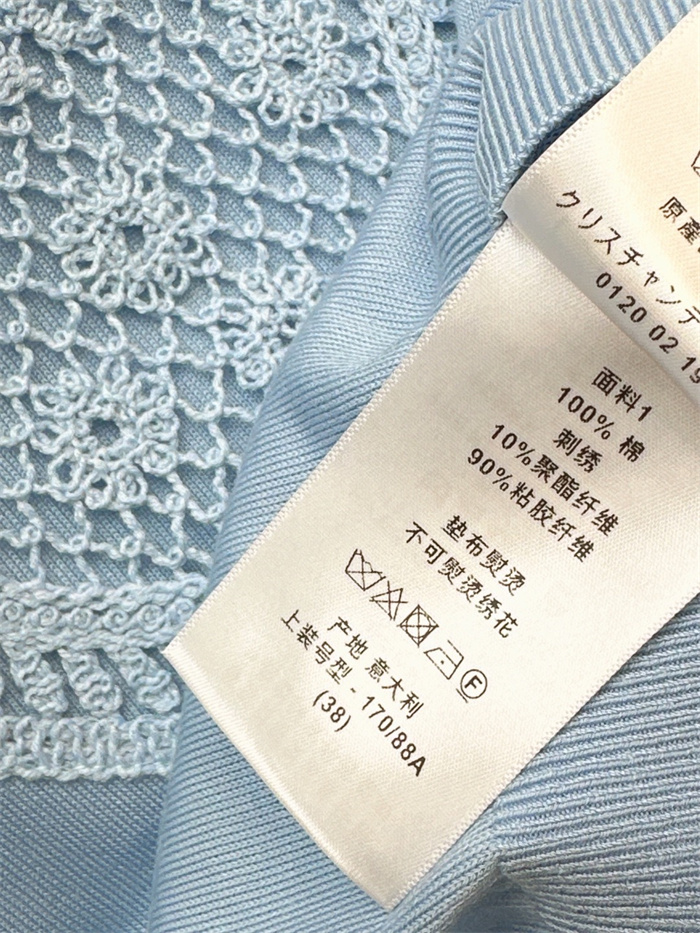 原産
クリスチャンデ
0120 02 19
面料1
100% 棉
刺绣
10%聚酯纤维
90%粘胶纤维
垫布熨烫
不可熨烫绣花
F
产地 意大利
上装号型 - 170/88A
(38)